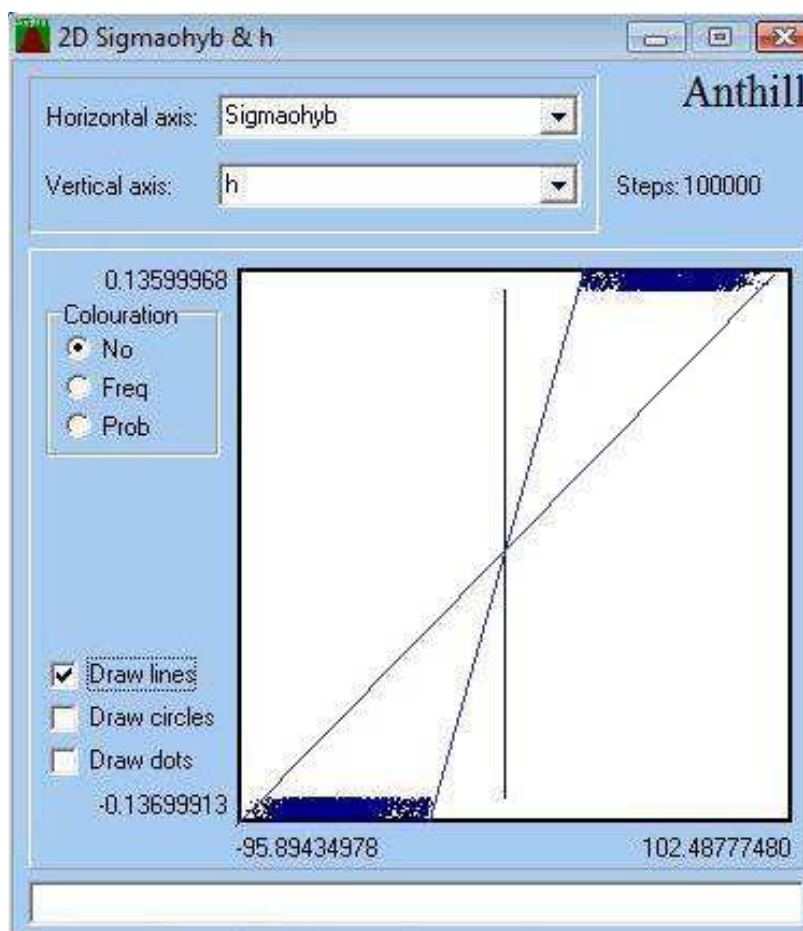 2D Sigmaohyb & h
Anthill
Horizontal axis: Sigmaohyb
Vertical axis: h
Steps: 100000
0.13599968
Colouration
No
Freq
Prob
Draw lines
Draw circles
Draw dots
-0.13699913
-95.89434978
102.48777480